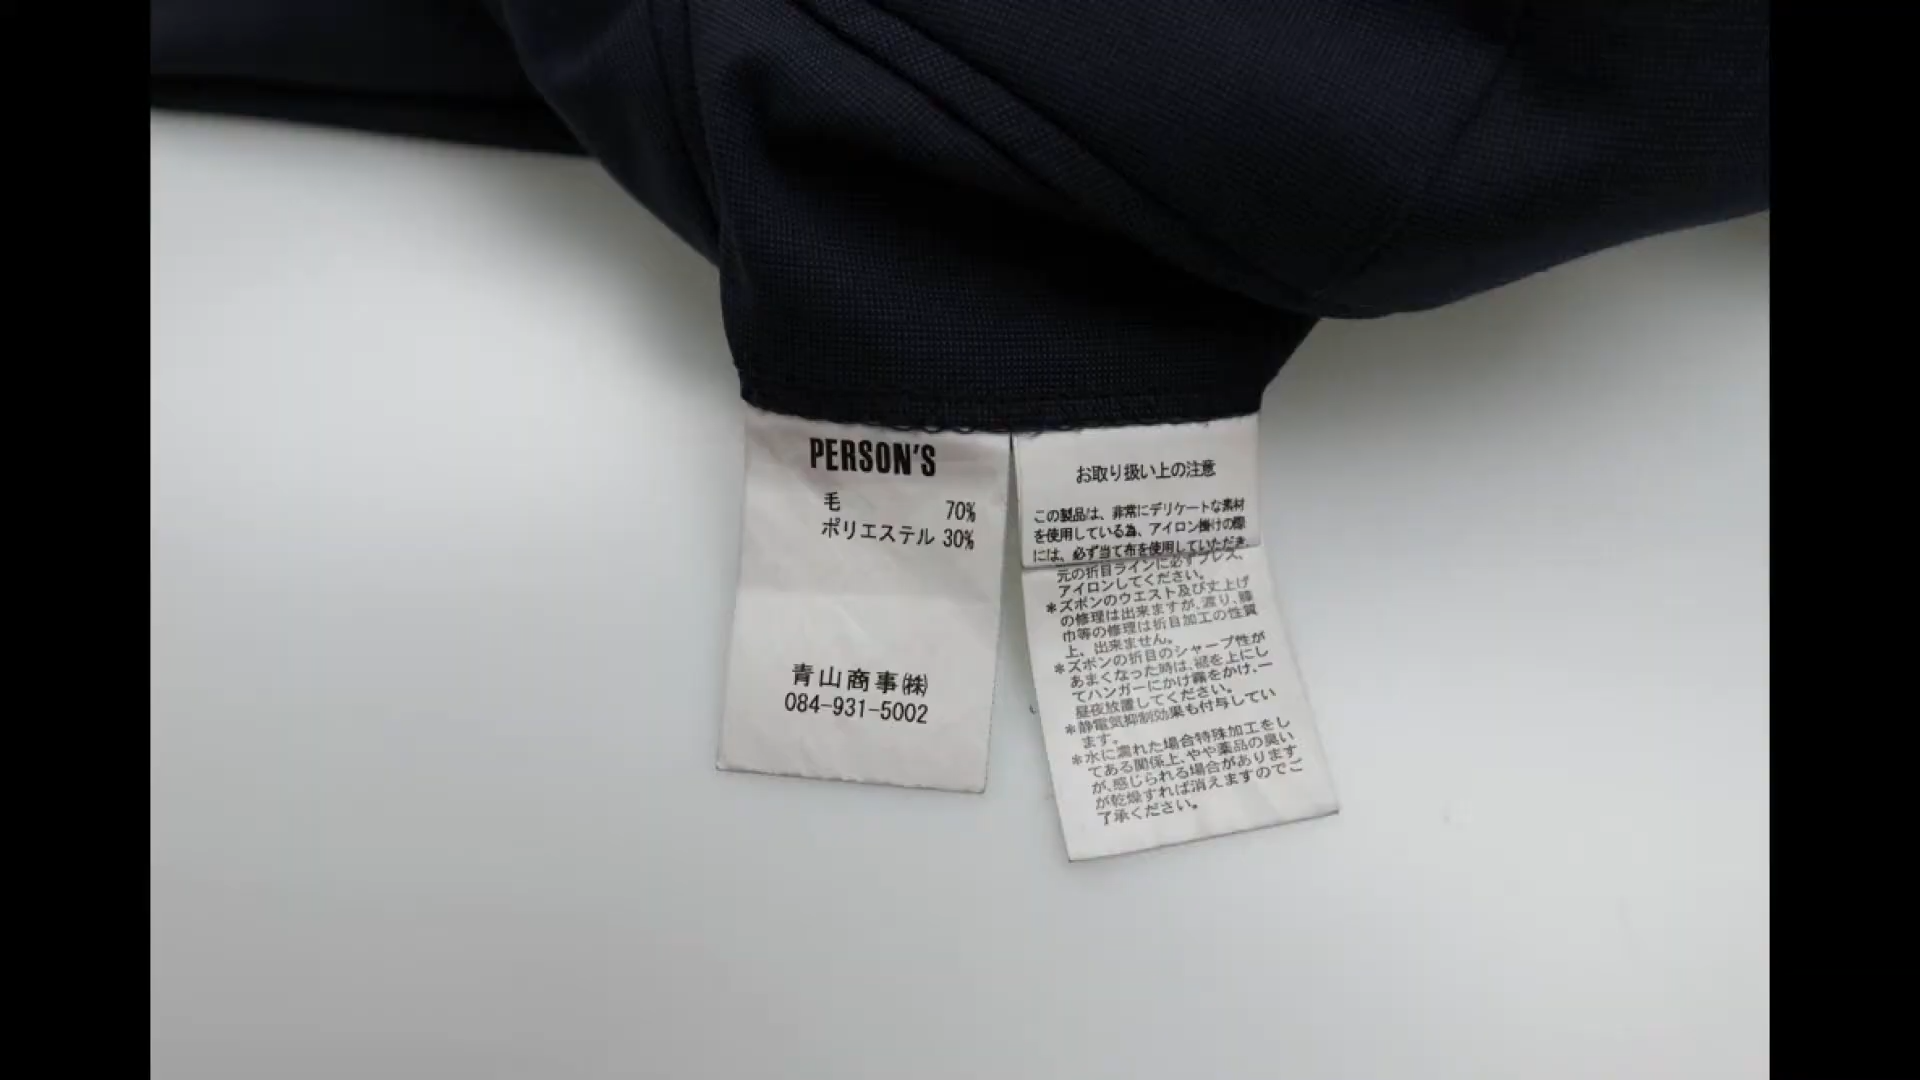 PERSON'S
毛 70%
ポリエステル 30%
青山商事㈱
084-931-5002
お取り扱い上の注意
この製品は、非常にデリケートな素材
を使用している為、アイロン掛けの際
には、必ず当て布を使用していただき、
元の折目ラインに必ずプレス、
アイロンしてください。
＊ズボンのウエスト及び丈上げ
の修理は出来ますが、渡り、膝
巾等の修理は折目加工の性質
上、出来ません。
＊ズボンの折目のシャープ性が
あまくなった時は、裾を上にし
てハンガーにかけ霧をかけ、一
昼夜放置してください。
＊静電気抑制効果も付与してい
ます。
＊水に濡れた場合特殊加工をし
てある関係上、やや薬品の臭い
が、感じられる場合があります
が乾燥すれば消えますのでご
了承ください。